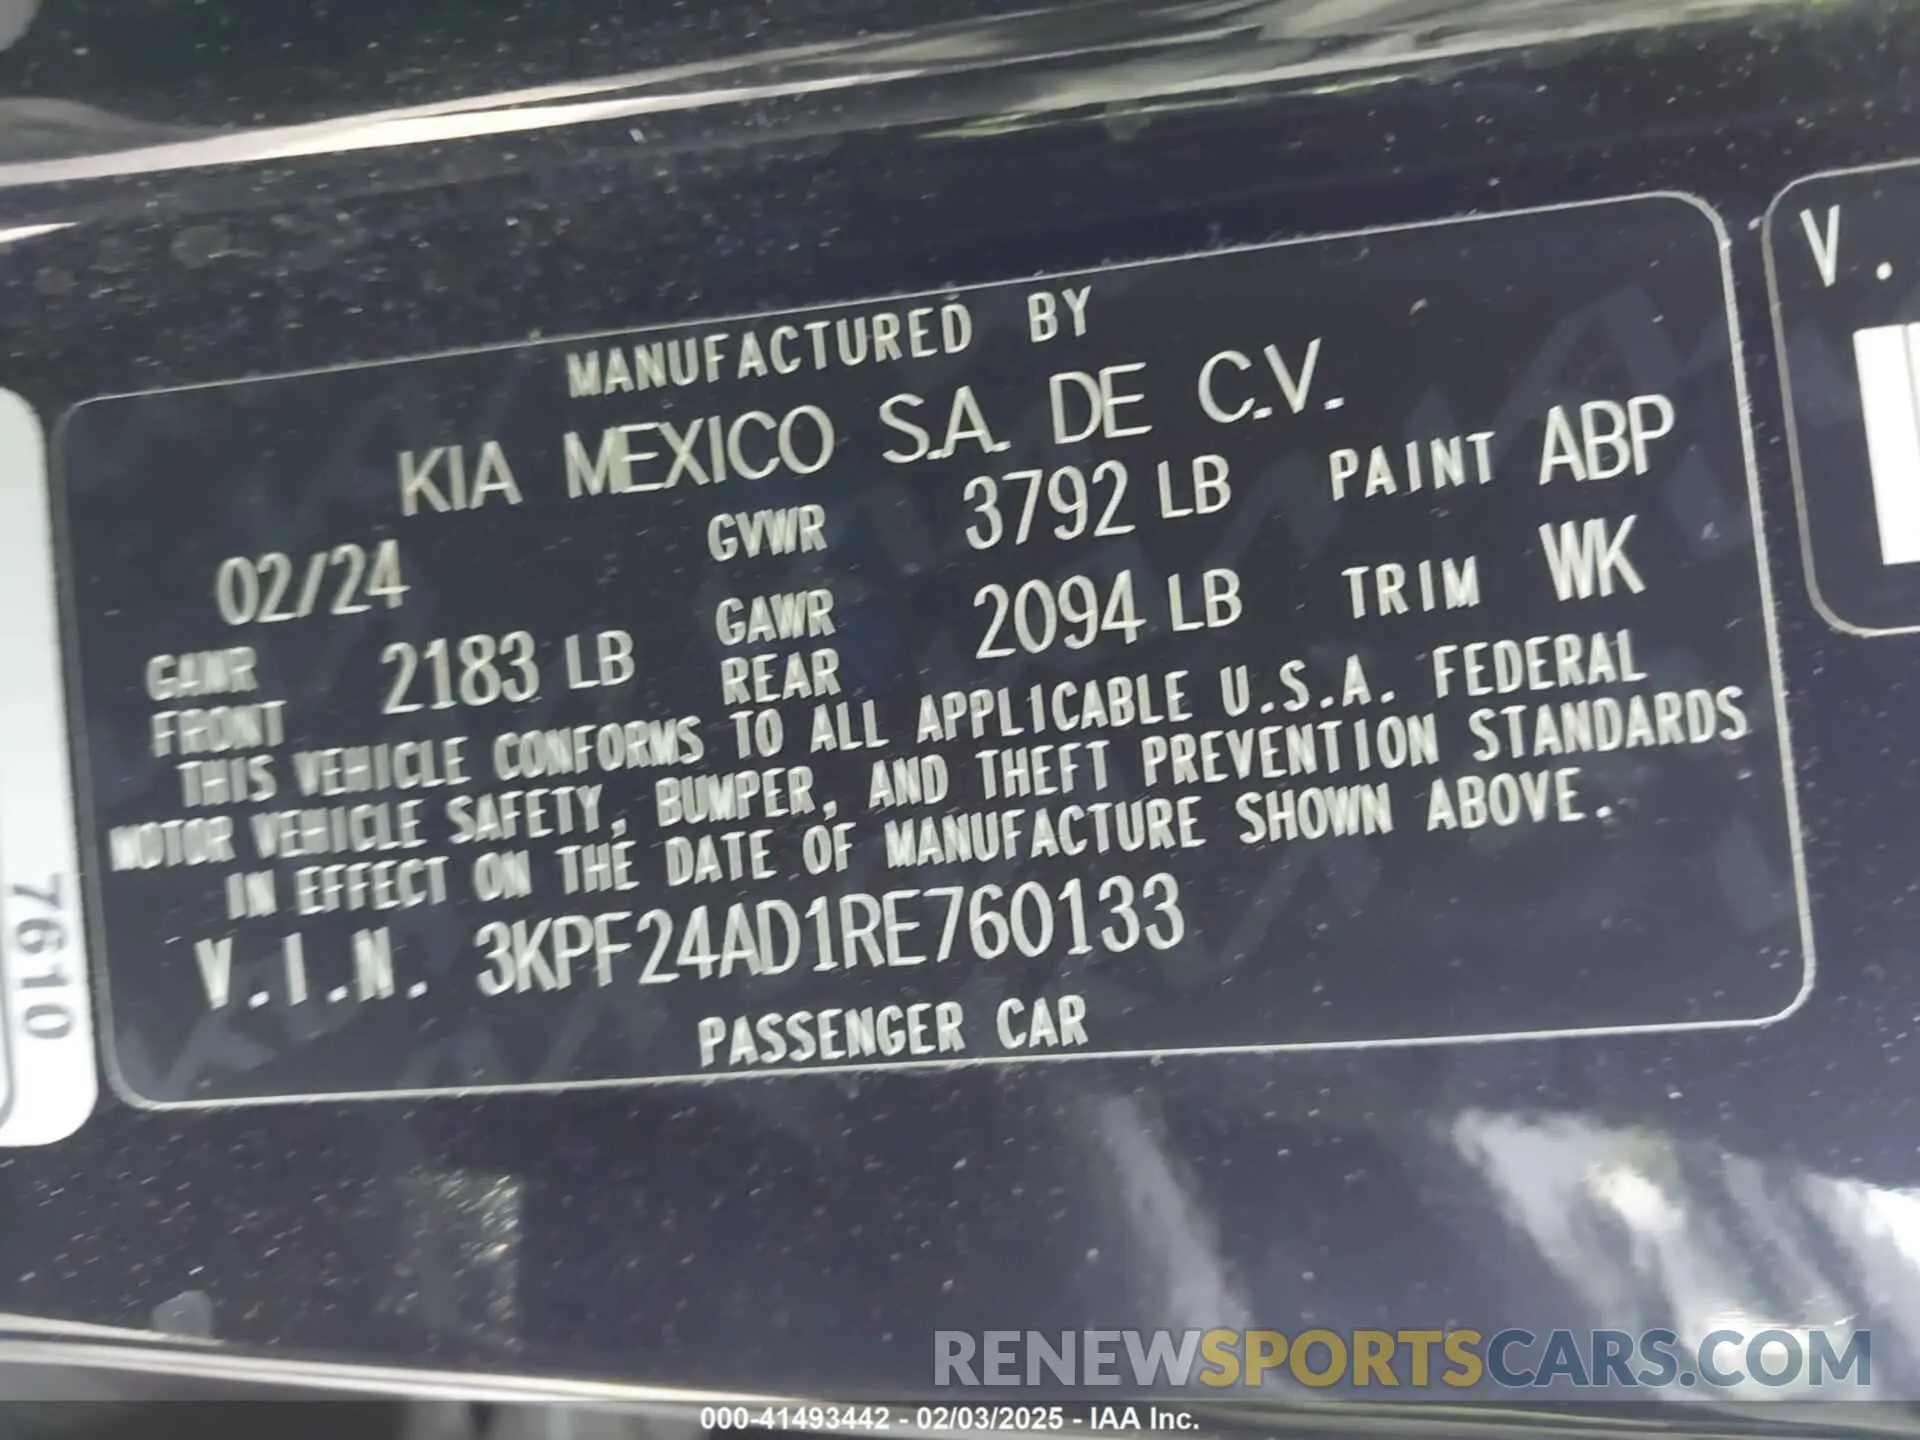 MANUFACTURED BY
KIA MEXICO S.A. DE C.V.
02/24 GVWR 3792 LB PAINT ABP
GAWR FRONT 2183 LB GAWR REAR 2094 LB TRIM WK
THIS VEHICLE CONFORMS TO ALL APPLICABLE U.S.A. FEDERAL
MOTOR VEHICLE SAFETY, BUMPER, AND THEFT PREVENTION STANDARDS
IN EFFECT ON THE DATE OF MANUFACTURE SHOWN ABOVE.
V.I.N. 3KPF24AD1RE760133
PASSENGER CAR
V.
7610
RENEWSPORTSCARS.COM
000-41493442 - 02/03/2025 - IAA Inc.